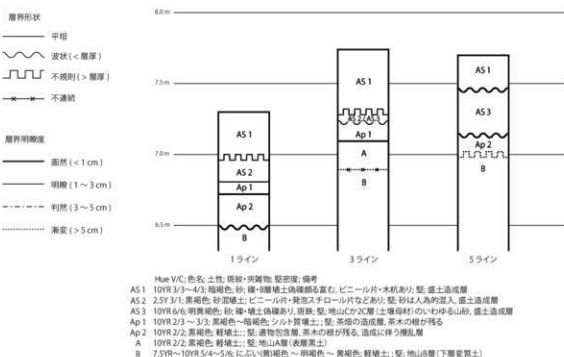 層界形状
平坦
波状 ( < 層厚 )
不規則 ( > 層厚 )
不連続
層界明瞭度
画然 ( < 1 cm )
明瞭 ( 1 ~ 3 cm )
判然 ( 3 ~ 5 cm )
漸変 ( > 5 cm )
8.0 m
7.5 m
7.0 m
6.5 m
AS 1
AS 2
Ap 1
Ap 2
B
1 ライン
AS 1
AS 2 / AS 3
Ap 1
A
B
3 ライン
AS 1
AS 3
Ap 2
B
5 ライン
Hue V/C; 色名; 土性; 斑紋・夾雑物; 堅密度; 備考
AS 1 10YR 3/3~4/3; 暗褐色; 砂; 礫・B層埴土偽礫頗る富む, ビニール片・木杭あり; 堅; 盛土造成層
AS 2 2.5Y 3/1; 黒褐色; 砂混埴土; ビニール片・発泡スチロール片などあり; 堅; 砂は人為的混入, 盛土造成層
AS 3 10YR 6/6; 明黄褐色; 砂; 礫・埴土偽礫あり, 斑鉄; 堅; 地山Cか2C層 (土壌母材) のいわゆる山砂, 盛土造成層
Ap 1 10YR 2/3 ~ 3/3; 黒褐色~暗褐色; シルト質壌土; ; 堅; 茶畑の造成層, 茶木の根が残る
Ap 2 10YR 2/2; 黒褐色; 軽埴土; ; 堅; 遺物包含層, 茶木の根が残る, 造成に伴う攪乱層
A 10YR 2/2; 黒褐色; 軽埴土; ; 堅; 地山A層 (表層黒土)
B 7.5YR~10YR 5/4~5/6; にぶい(黄)褐色 ~ 明褐色 ~ 黄褐色; 軽埴土; ; 堅; 地山B層 (下層変質土)